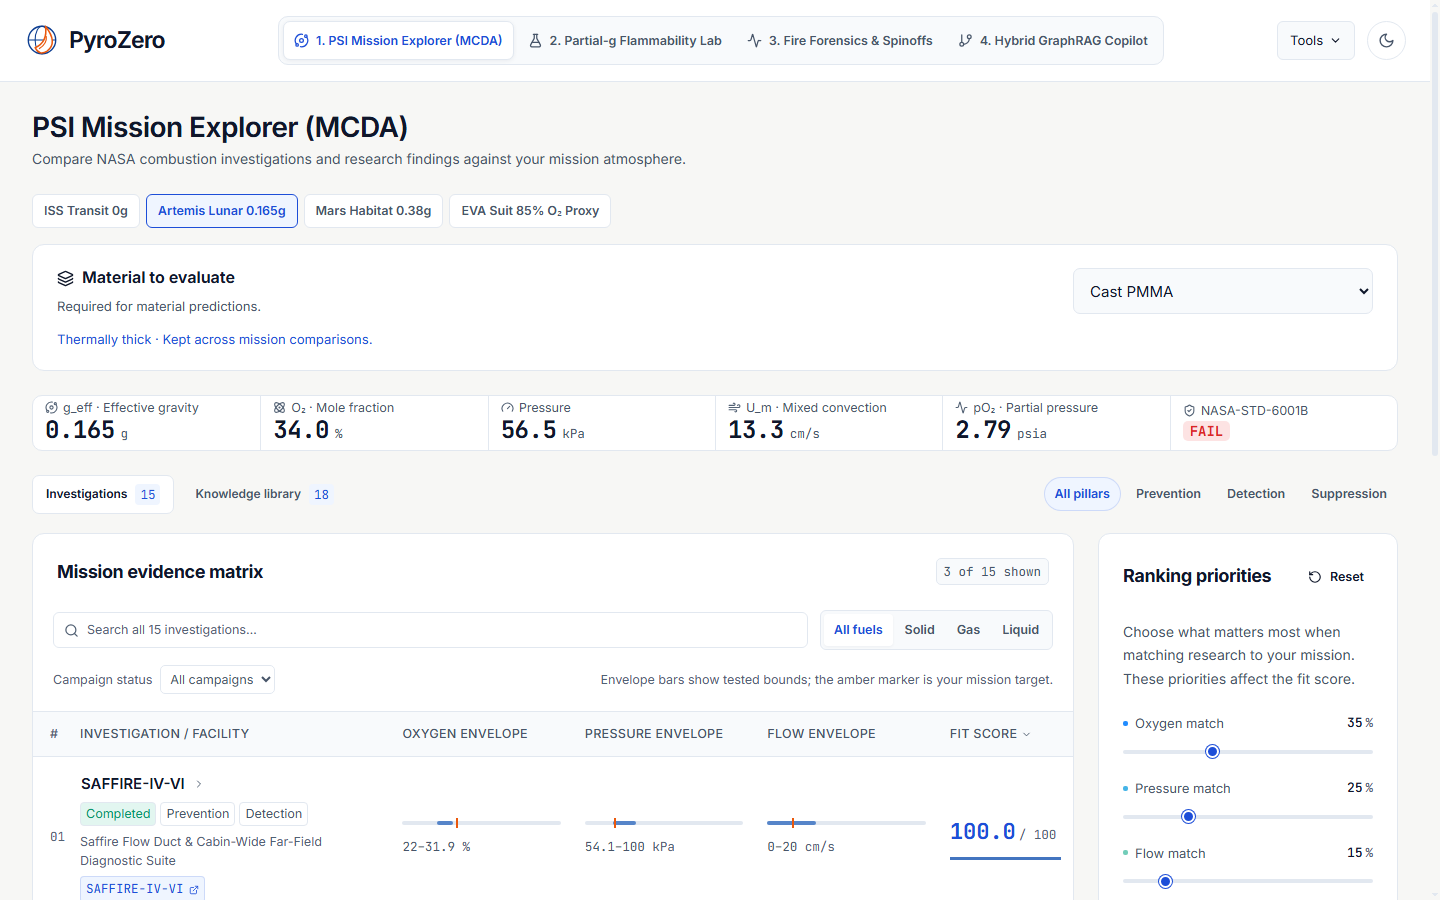 PyroZero
1. PSI Mission Explorer (MCDA)
2. Partial-g Flammability Lab
3. Fire Forensics & Spinoffs
4. Hybrid GraphRAG Copilot
Tools
PSI Mission Explorer (MCDA)
Compare NASA combustion investigations and research findings against your mission atmosphere.
ISS Transit 0g
Artemis Lunar 0.165g
Mars Habitat 0.38g
EVA Suit 85% O₂ Proxy
Material to evaluate
Required for material predictions.
Thermally thick · Kept across mission comparisons.
Cast PMMA
g_eff · Effective gravity
0.165 g
O₂ · Mole fraction
34.0 %
Pressure
56.5 kPa
U_m · Mixed convection
13.3 cm/s
pO₂ · Partial pressure
2.79 psia
NASA-STD-6001B
FAIL
Investigations 15
Knowledge library 18
All pillars
Prevention
Detection
Suppression
Mission evidence matrix
3 of 15 shown
Search all 15 investigations...
All fuels
Solid
Gas
Liquid
Campaign status
All campaigns
Envelope bars show tested bounds; the amber marker is your mission target.
# INVESTIGATION / FACILITY OXYGEN ENVELOPE PRESSURE ENVELOPE FLOW ENVELOPE FIT SCORE
01
SAFFIRE-IV-VI
Completed
Prevention
Detection
Saffire Flow Duct & Cabin-Wide Far-Field
Diagnostic Suite
SAFFIRE-IV-VI
22–31.9 %
54.1–100 kPa
0–20 cm/s
100.0 / 100
Ranking priorities
Reset
Choose what matters most when
matching research to your mission.
These priorities affect the fit score.
Oxygen match 35 %
Pressure match 25 %
Flow match 15 %